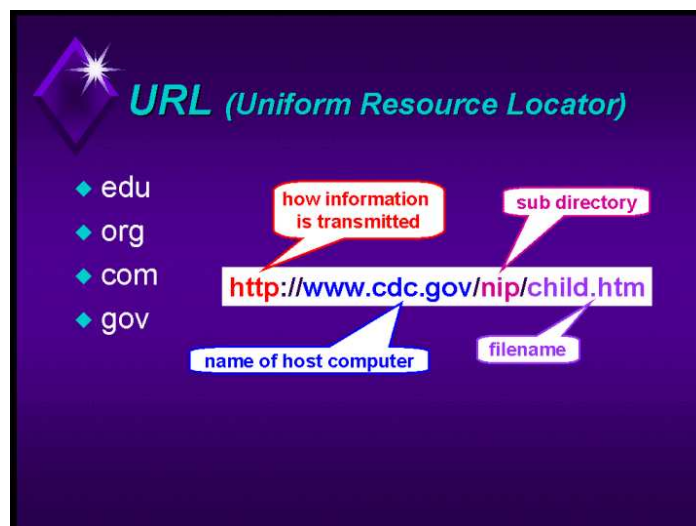 URL (Uniform Resource Locator)
edu
org
com
gov
how information
is transmitted
sub directory
http://www.cdc.gov/nip/child.htm
name of host computer
filename